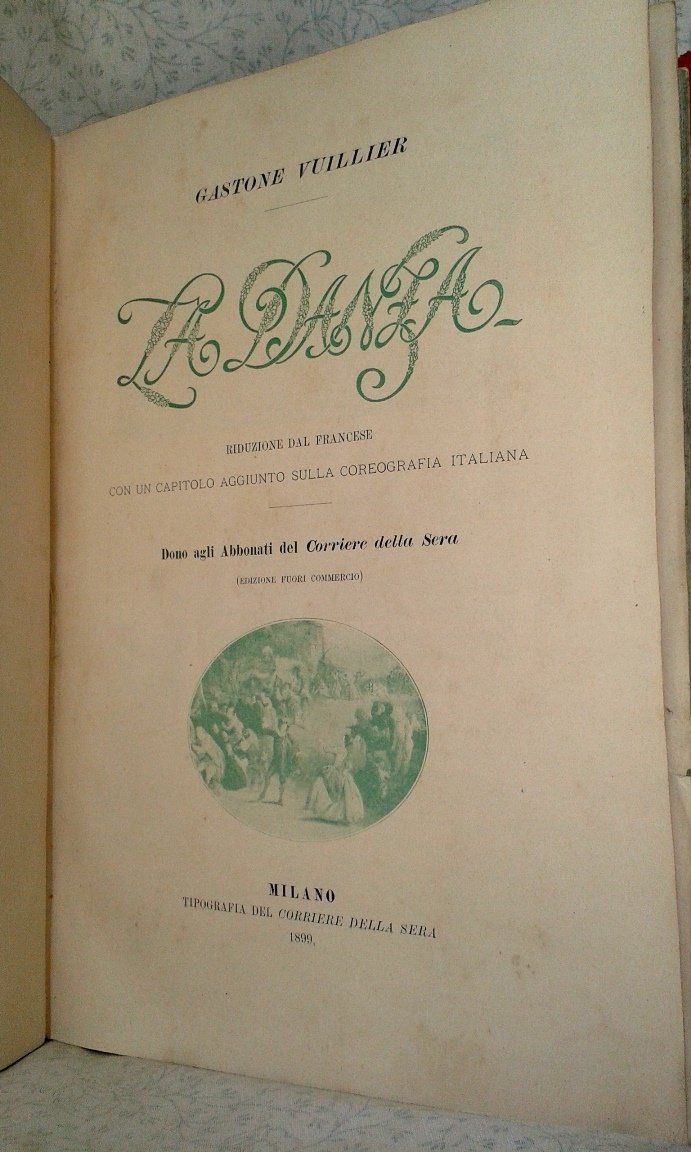 GASTONE VUILLIER
LA DANZA
RIDUZIONE DAL FRANCESE
CON UN CAPITOLO AGGIUNTO SULLA COREOGRAFIA ITALIANA
Dono agli Abbonati del Corriere della Sera
(EDIZIONE FUORI COMMERCIO)
MILANO
TIPOGRAFIA DEL CORRIERE DELLA SERA
1899.